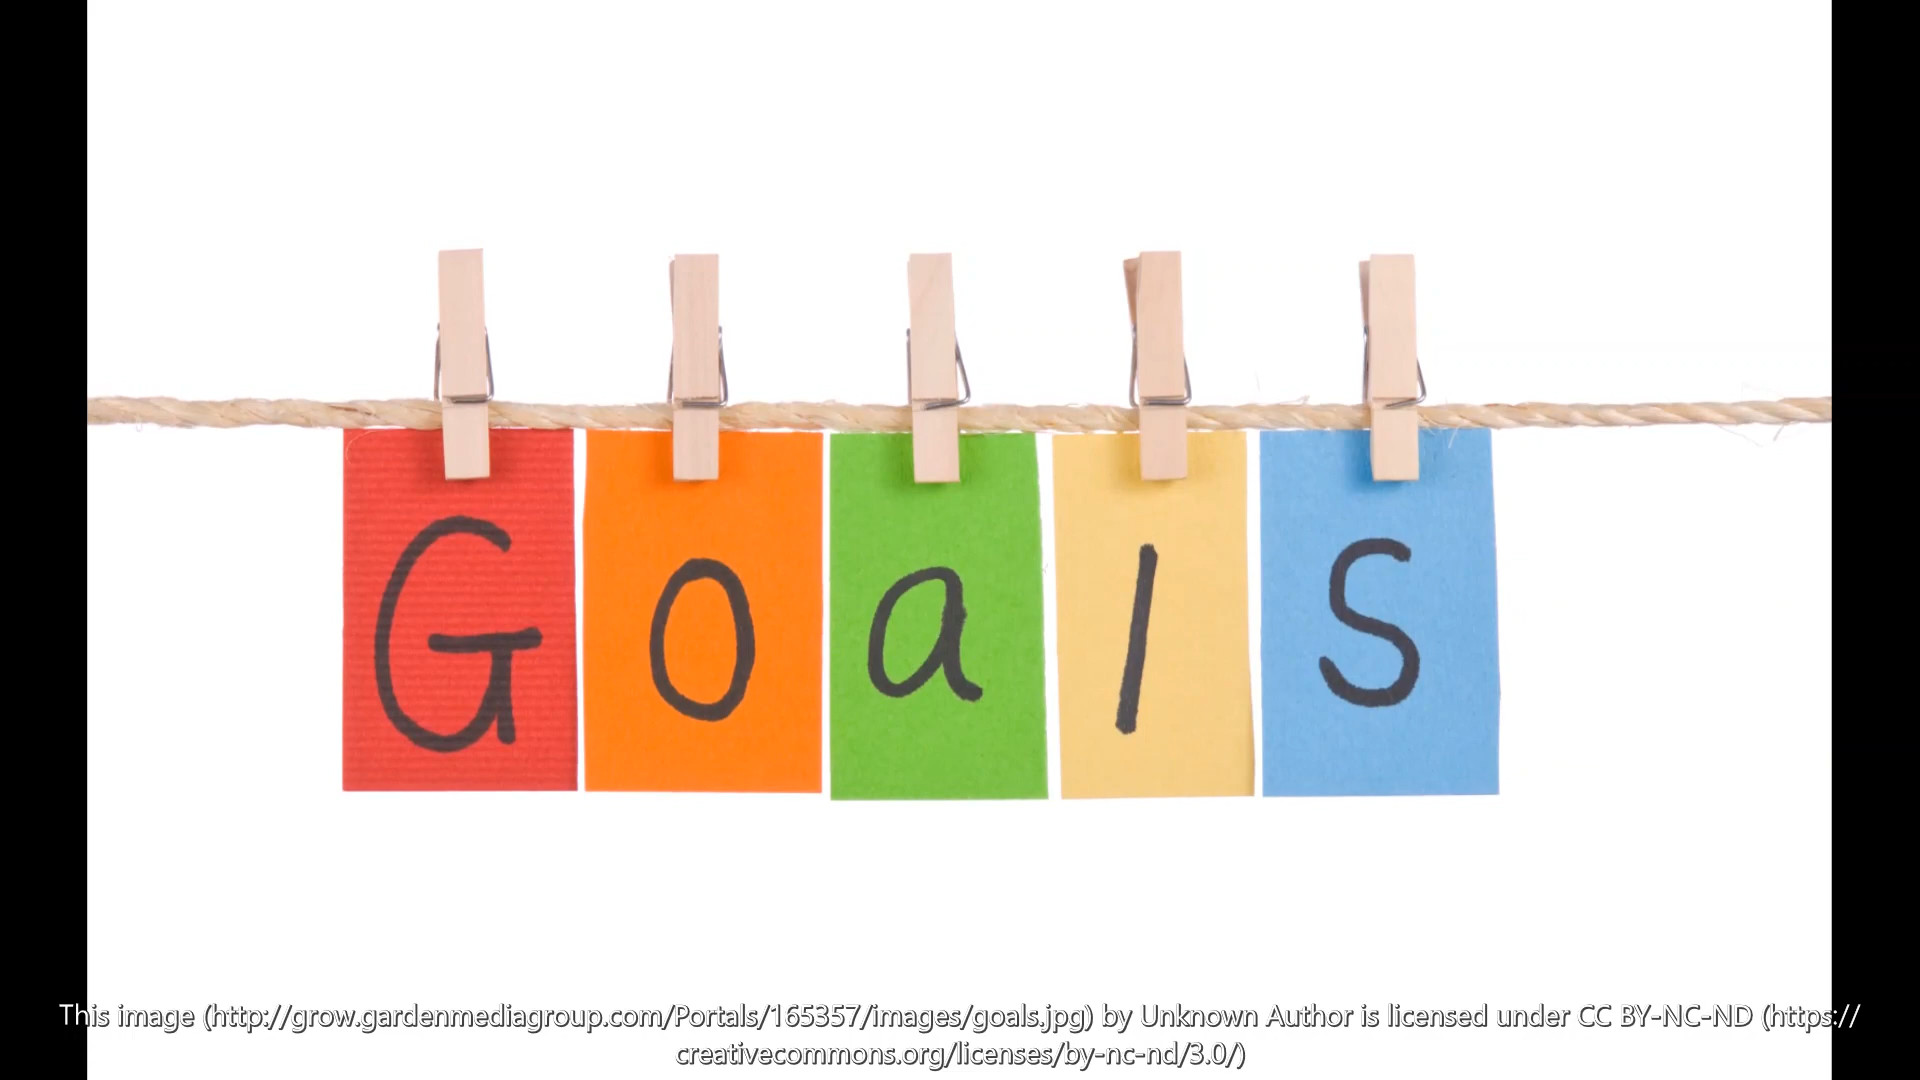 Goals
This image (http://grow.gardenmediagroup.com/Portals/165357/images/goals.jpg) by Unknown Author is licensed under CC BY-NC-ND (https://
creativecommons.org/licenses/by-nc-nd/3.0/)